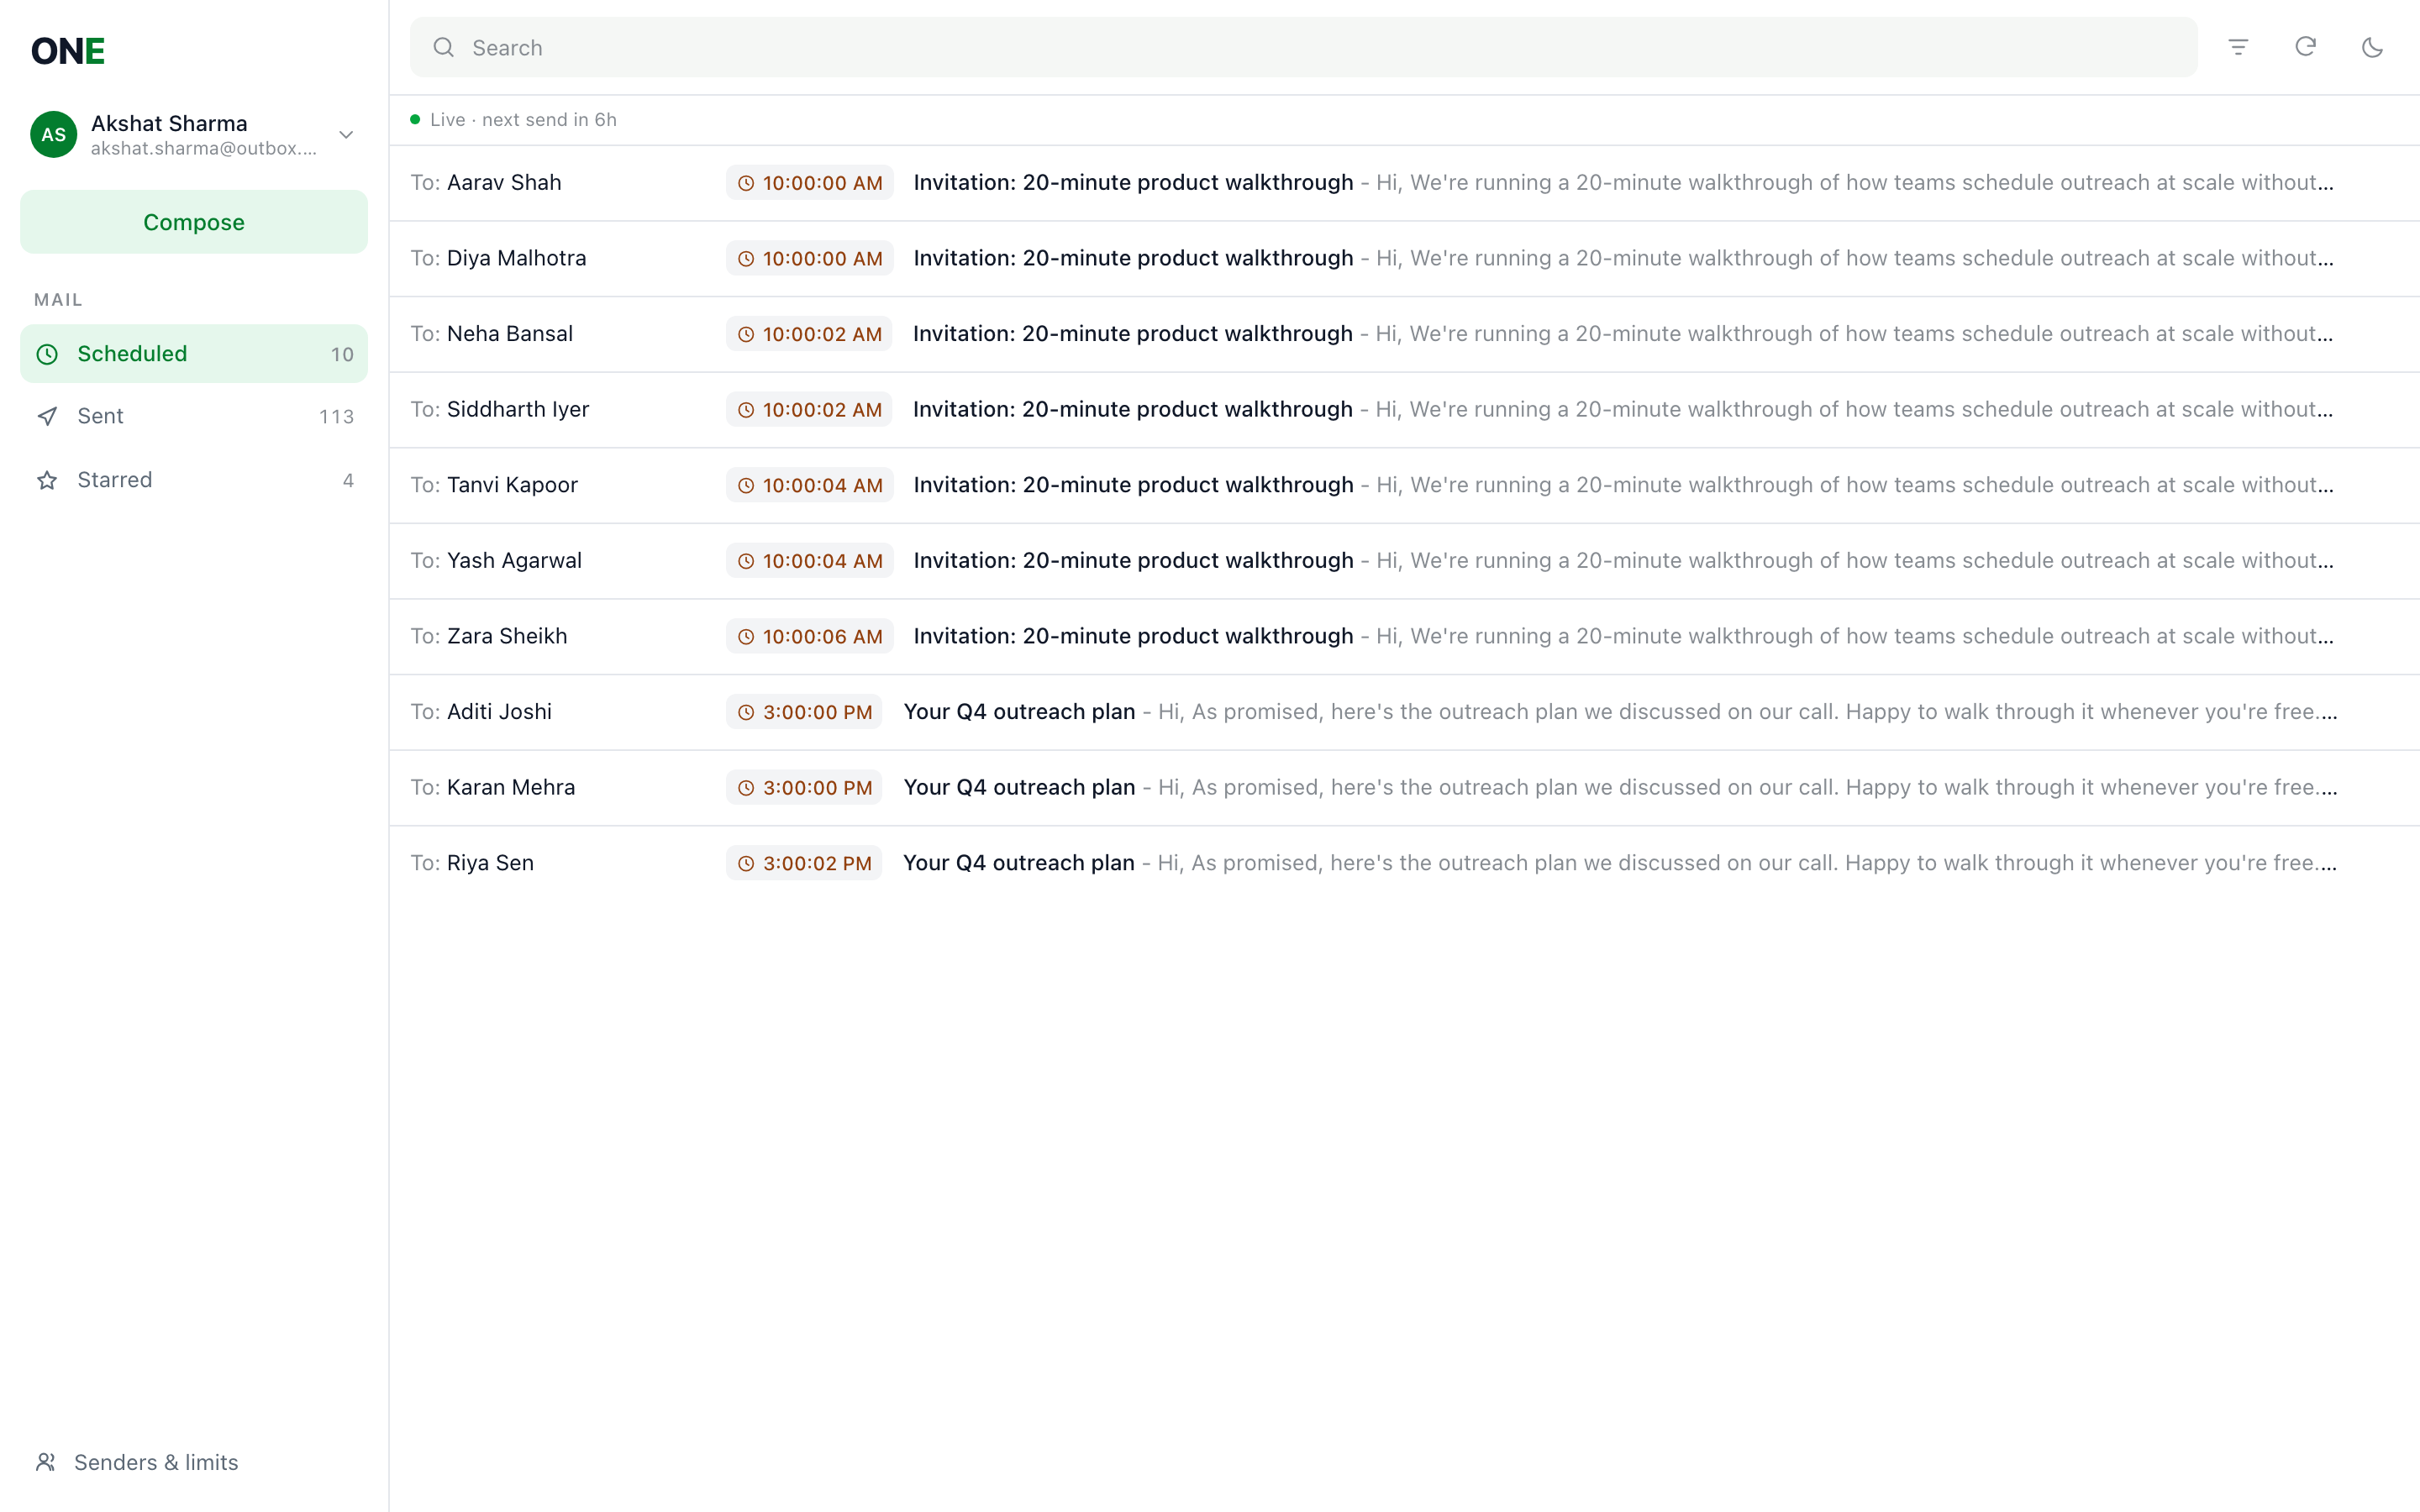 ONE
AS
Akshat Sharma
akshat.sharma@outbox....
Compose
MAIL
Scheduled 10
Sent 113
Starred 4
Senders & limits
Search
Live · next send in 6h
To: Aarav Shah 10:00:00 AM Invitation: 20-minute product walkthrough - Hi, We're running a 20-minute walkthrough of how teams schedule outreach at scale without...
To: Diya Malhotra 10:00:00 AM Invitation: 20-minute product walkthrough - Hi, We're running a 20-minute walkthrough of how teams schedule outreach at scale without...
To: Neha Bansal 10:00:02 AM Invitation: 20-minute product walkthrough - Hi, We're running a 20-minute walkthrough of how teams schedule outreach at scale without...
To: Siddharth Iyer 10:00:02 AM Invitation: 20-minute product walkthrough - Hi, We're running a 20-minute walkthrough of how teams schedule outreach at scale without...
To: Tanvi Kapoor 10:00:04 AM Invitation: 20-minute product walkthrough - Hi, We're running a 20-minute walkthrough of how teams schedule outreach at scale without...
To: Yash Agarwal 10:00:04 AM Invitation: 20-minute product walkthrough - Hi, We're running a 20-minute walkthrough of how teams schedule outreach at scale without...
To: Zara Sheikh 10:00:06 AM Invitation: 20-minute product walkthrough - Hi, We're running a 20-minute walkthrough of how teams schedule outreach at scale without...
To: Aditi Joshi 3:00:00 PM Your Q4 outreach plan - Hi, As promised, here's the outreach plan we discussed on our call. Happy to walk through it whenever you're free....
To: Karan Mehra 3:00:00 PM Your Q4 outreach plan - Hi, As promised, here's the outreach plan we discussed on our call. Happy to walk through it whenever you're free....
To: Riya Sen 3:00:02 PM Your Q4 outreach plan - Hi, As promised, here's the outreach plan we discussed on our call. Happy to walk through it whenever you're free....